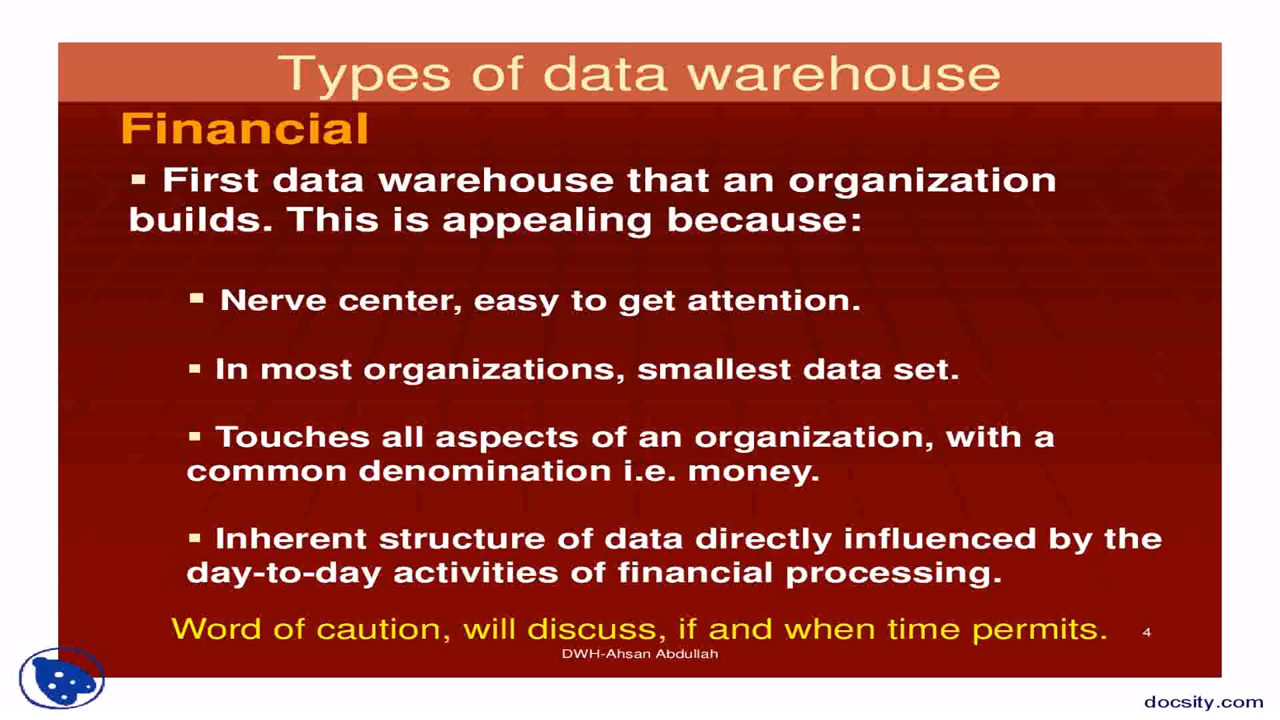 Types of data warehouse
Financial
▪ First data warehouse that an organization
builds. This is appealing because:
▪ Nerve center, easy to get attention.
▪ In most organizations, smallest data set.
▪ Touches all aspects of an organization, with a
common denomination i.e. money.
▪ Inherent structure of data directly influenced by the
day-to-day activities of financial processing.
Word of caution, will discuss, if and when time permits.
4
DWH-Ahsan Abdullah
docsity.com